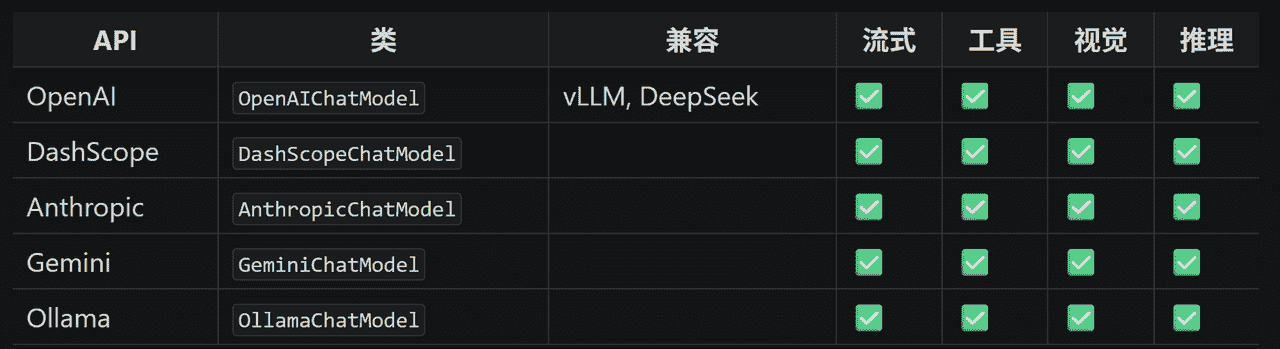 API 类 兼容 流式 工具 视觉 推理
OpenAI OpenAIChatModel vLLM, DeepSeek ✅ ✅ ✅ ✅
DashScope DashScopeChatModel ✅ ✅ ✅ ✅
Anthropic AnthropicChatModel ✅ ✅ ✅ ✅
Gemini GeminiChatModel ✅ ✅ ✅ ✅
Ollama OllamaChatModel ✅ ✅ ✅ ✅